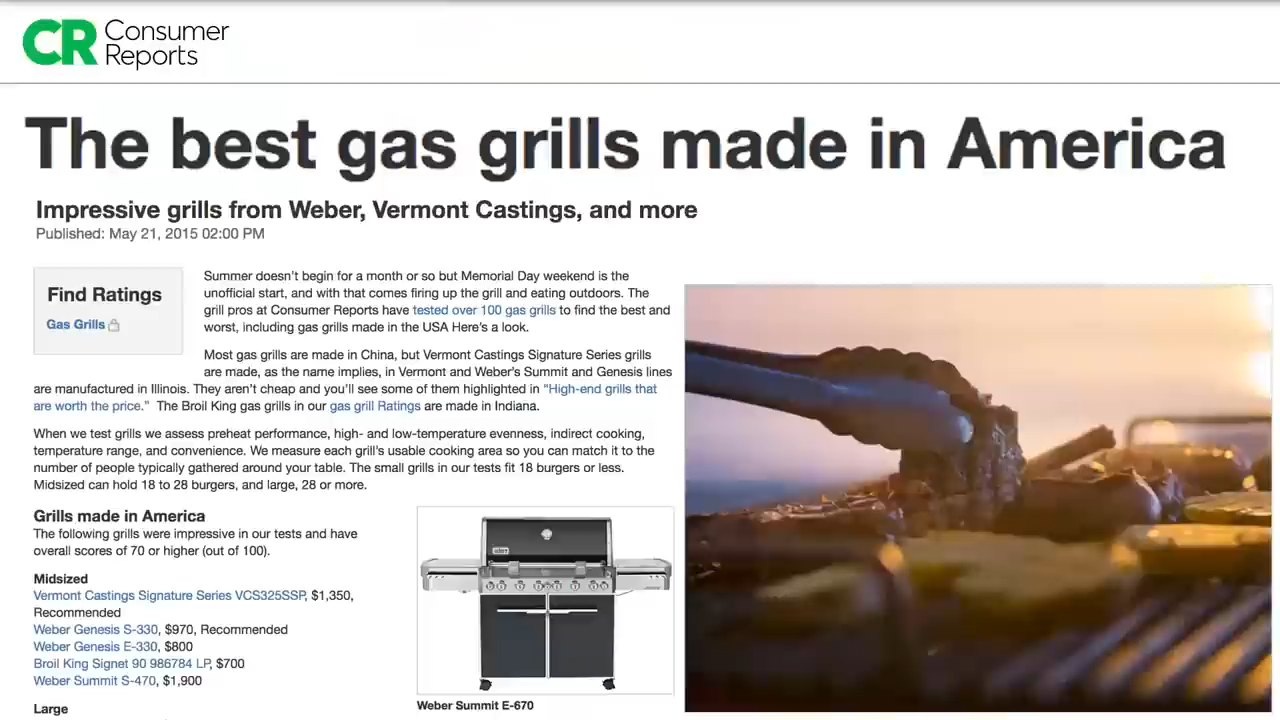 CR Consumer
Reports
The best gas grills made in America
Impressive grills from Weber, Vermont Castings, and more
Published: May 21, 2015 02:00 PM
Find Ratings
Gas Grills
Summer doesn't begin for a month or so but Memorial Day weekend is the
unofficial start, and with that comes firing up the grill and eating outdoors. The
grill pros at Consumer Reports have tested over 100 gas grills to find the best and
worst, including gas grills made in the USA Here's a look.
Most gas grills are made in China, but Vermont Castings Signature Series grills
are made, as the name implies, in Vermont and Weber's Summit and Genesis lines
are manufactured in Illinois. They aren't cheap and you'll see some of them highlighted in "High-end grills that
are worth the price." The Broil King gas grills in our gas grill Ratings are made in Indiana.
When we test grills we assess preheat performance, high- and low-temperature evenness, indirect cooking,
temperature range, and convenience. We measure each grill's usable cooking area so you can match it to the
number of people typically gathered around your table. The small grills in our tests fit 18 burgers or less.
Midsized can hold 18 to 28 burgers, and large, 28 or more.
Grills made in America
The following grills were impressive in our tests and have
overall scores of 70 or higher (out of 100).
Midsized
Vermont Castings Signature Series VCS325SSP, $1,350,
Recommended
Weber Genesis S-330, $970, Recommended
Weber Genesis E-330, $800
Broil King Signet 90 986784 LP, $700
Weber Summit S-470, $1,900
Large
Weber Summit E-670